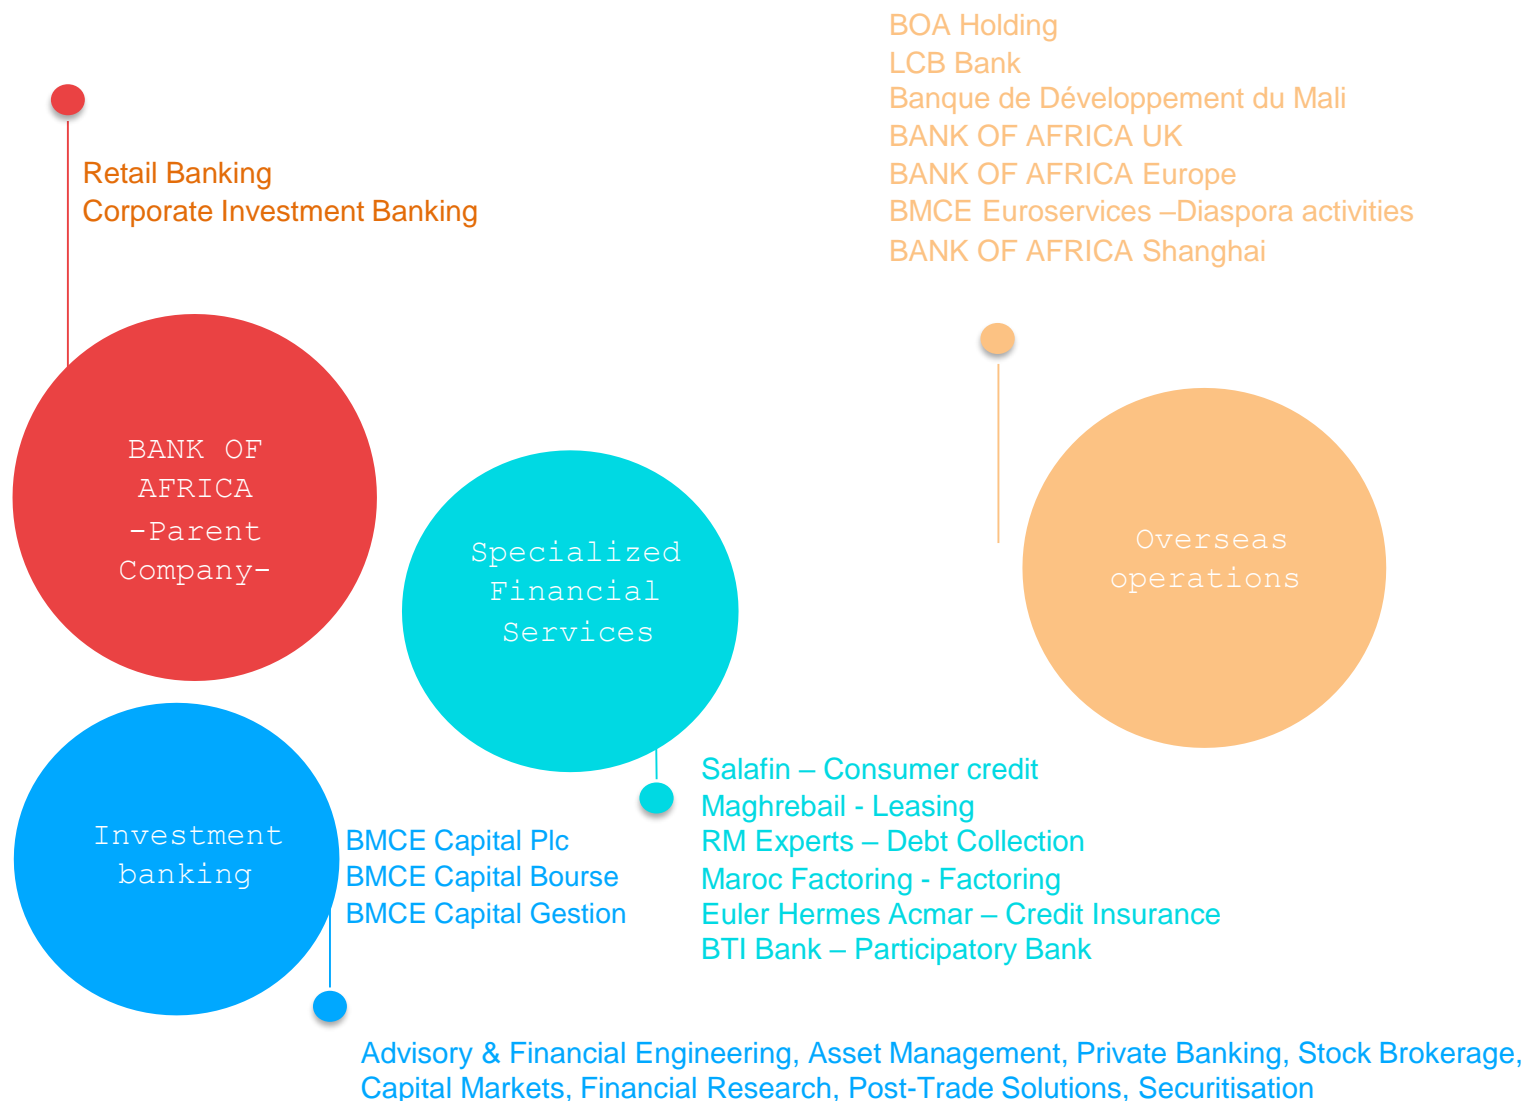 BOA Holding
LCB Bank
Banque de Développement du Mali
BANK OF AFRICA UK
BANK OF AFRICA Europe
BMCE Euroservices –Diaspora activities
BANK OF AFRICA Shanghai
Retail Banking
Corporate Investment Banking
BANK OF
AFRICA
-Parent
Company-
Specialized
Financial
Services
Overseas
operations
Investment
banking
BMCE Capital Plc
BMCE Capital Bourse
BMCE Capital Gestion
Salafin – Consumer credit
Maghrebail - Leasing
RM Experts – Debt Collection
Maroc Factoring - Factoring
Euler Hermes Acmar – Credit Insurance
BTI Bank – Participatory Bank
Advisory & Financial Engineering, Asset Management, Private Banking, Stock Brokerage,
Capital Markets, Financial Research, Post-Trade Solutions, Securitisation